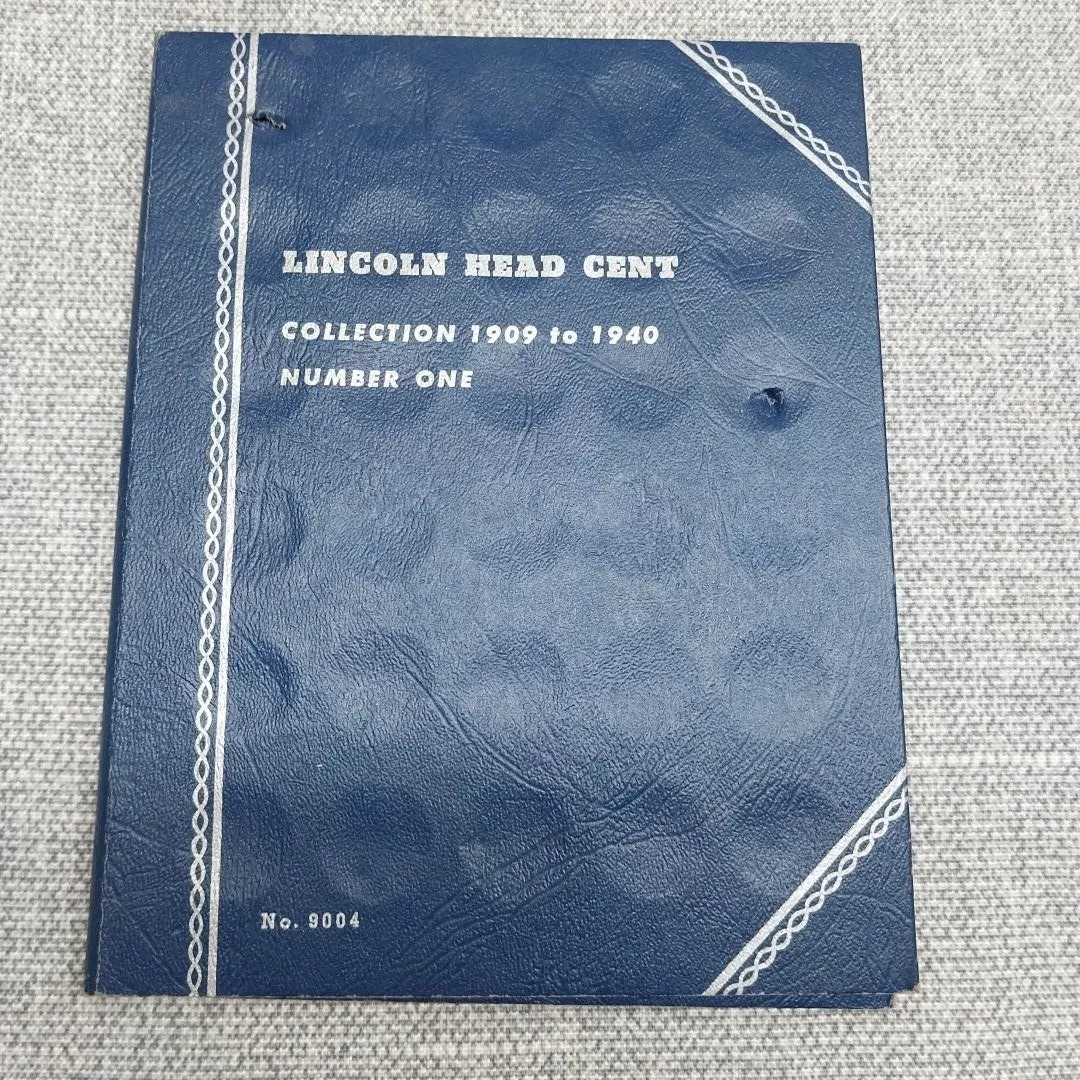 LINCOLN HEAD CENT
COLLECTION 1909 to 1940
NUMBER ONE
No. 9004